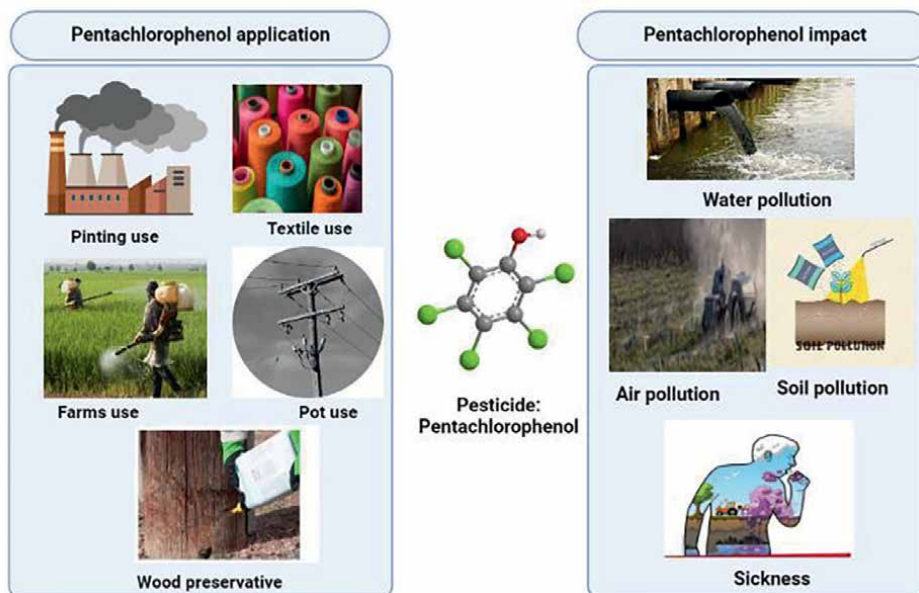 Pentachlorophenol application
Pinting use
Textile use
Farms use
Pot use
Wood preservative
Pesticide:
Pentachlorophenol
Pentachlorophenol impact
Water pollution
Air pollution
SOIL POLLUTION
Soil pollution
Sickness